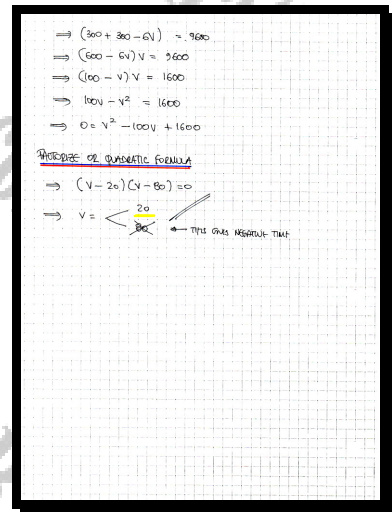 ⇒ (300 + 300 - 6V) = 9600
⇒ (600 - 6V) V = 9600
⇒ (100 - V) V = 1600
⇒ 100V - V² = 1600
⇒ 0 = V² - 100V + 1600
FACTORIZE OR QUADRATIC FORMULA
⇒ (V - 20)(V - 80) = 0
⇒ V = < 20
80 ← THIS GIVES NEGATIVE TIME